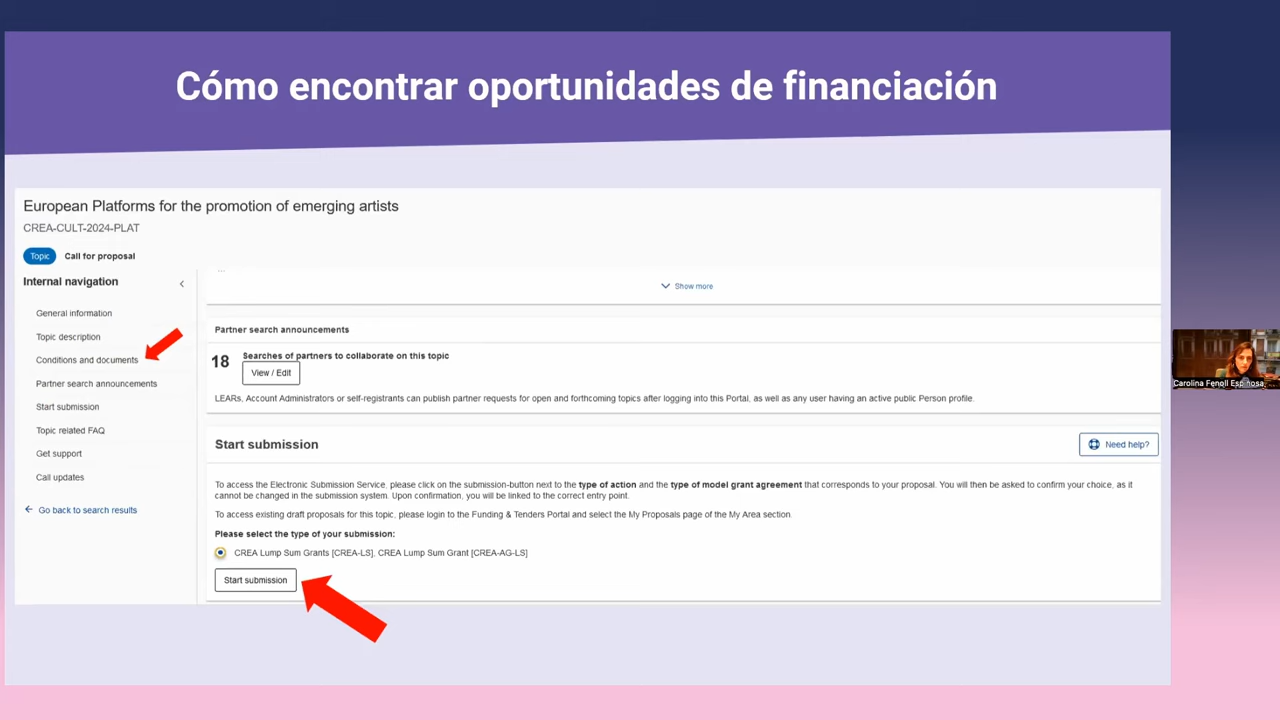 Cómo encontrar oportunidades de financiación
European Platforms for the promotion of emerging artists
CREA-CULT-2024-PLAT
Topic Call for proposal
Internal navigation
General information
Topic description
Conditions and documents
Partner search announcements
Start submission
Topic related FAQ
Get support
Call updates
Go back to search results
...
Show more
Partner search announcements
18 Searches of partners to collaborate on this topic
View / Edit
LEARs, Account Administrators or self-registrants can publish partner requests for open and forthcoming topics after logging into this Portal, as well as any user having an active public Person profile.
Start submission
Need help?
To access the Electronic Submission Service, please click on the submission-button next to the type of action and the type of model grant agreement that corresponds to your proposal. You will then be asked to confirm your choice, as it
cannot be changed in the submission system. Upon confirmation, you will be linked to the correct entry point.
To access existing draft proposals for this topic, please login to the Funding & Tenders Portal and select the My Proposals page of the My Area section.
Please select the type of your submission:
CREA Lump Sum Grants [CREA-LS], CREA Lump Sum Grant [CREA-AG-LS]
Start submission
Carolina Fenoll Espinosa,